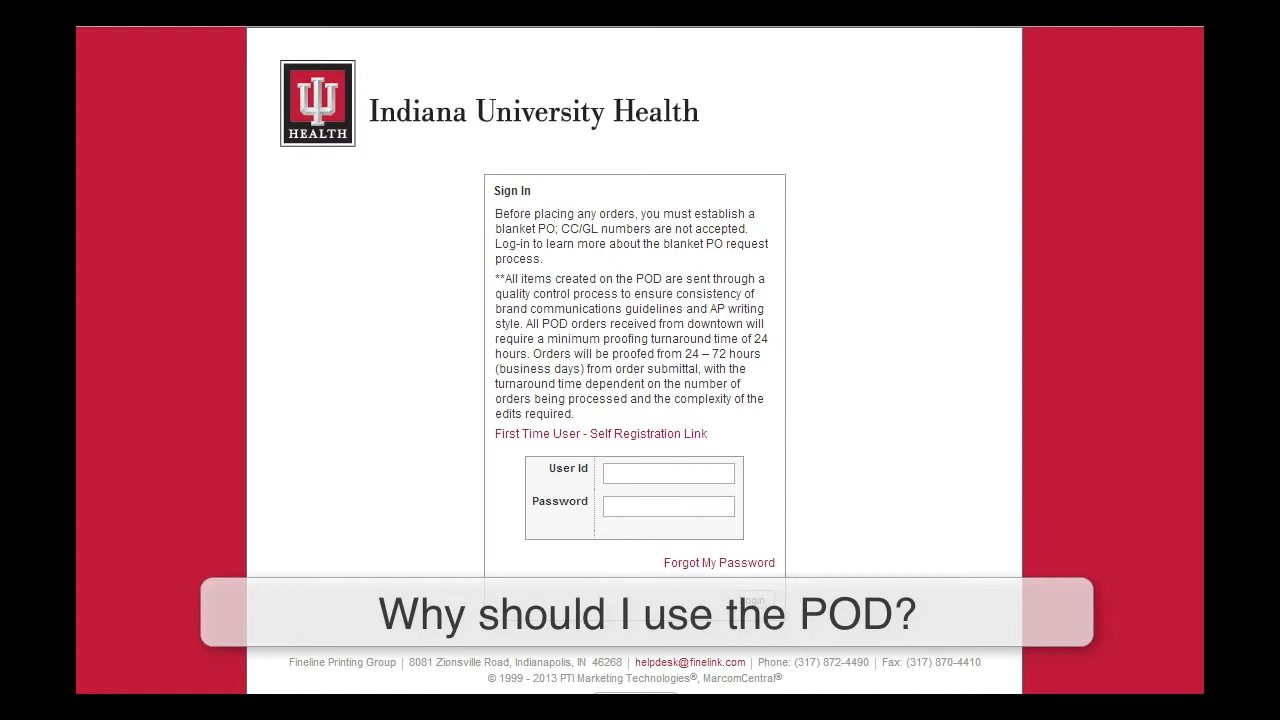 HEALTH
Indiana University Health
Sign In
Before placing any orders, you must establish a
blanket PO; CC/GL numbers are not accepted.
Log-in to learn more about the blanket PO request
process.
**All items created on the POD are sent through a
quality control process to ensure consistency of
brand communications guidelines and AP writing
style. All POD orders received from downtown will
require a minimum proofing turnaround time of 24
hours. Orders will be proofed from 24 – 72 hours
(business days) from order submittal, with the
turnaround time dependent on the number of
orders being processed and the complexity of the
edits required.
First Time User - Self Registration Link
User Id
Password
Forgot My Password
Login
Why should I use the POD?
Fineline Printing Group | 8081 Zionsville Road, Indianapolis, IN 46268 | helpdesk@finelink.com | Phone: (317) 872-4490 | Fax: (317) 870-4410
© 1999 - 2013 PTI Marketing Technologies®, MarcomCentral®